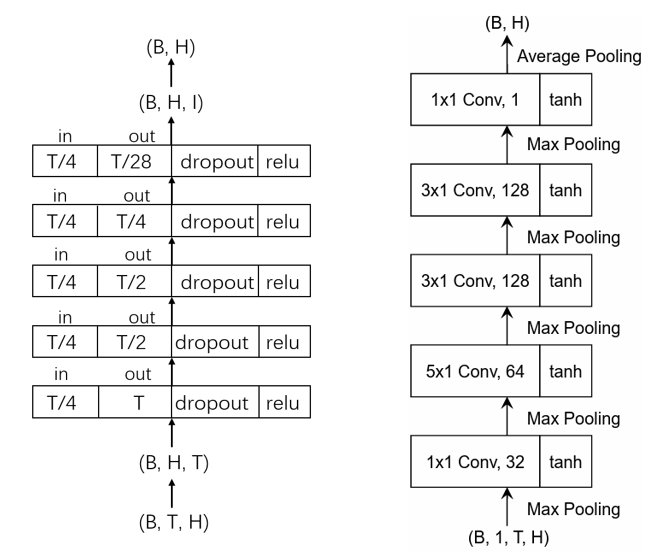 (B, H)
(B, H, I)
in out
T/4 T/28 dropout relu
in out
T/4 T/4 dropout relu
in out
T/4 T/2 dropout relu
in out
T/4 T/2 dropout relu
in out
T/4 T dropout relu
(B, H, T)
(B, T, H)
(B, H)
Average Pooling
1x1 Conv, 1 tanh
Max Pooling
3x1 Conv, 128 tanh
Max Pooling
3x1 Conv, 128 tanh
Max Pooling
5x1 Conv, 64 tanh
Max Pooling
1x1 Conv, 32 tanh
Max Pooling
(B, 1, T, H)